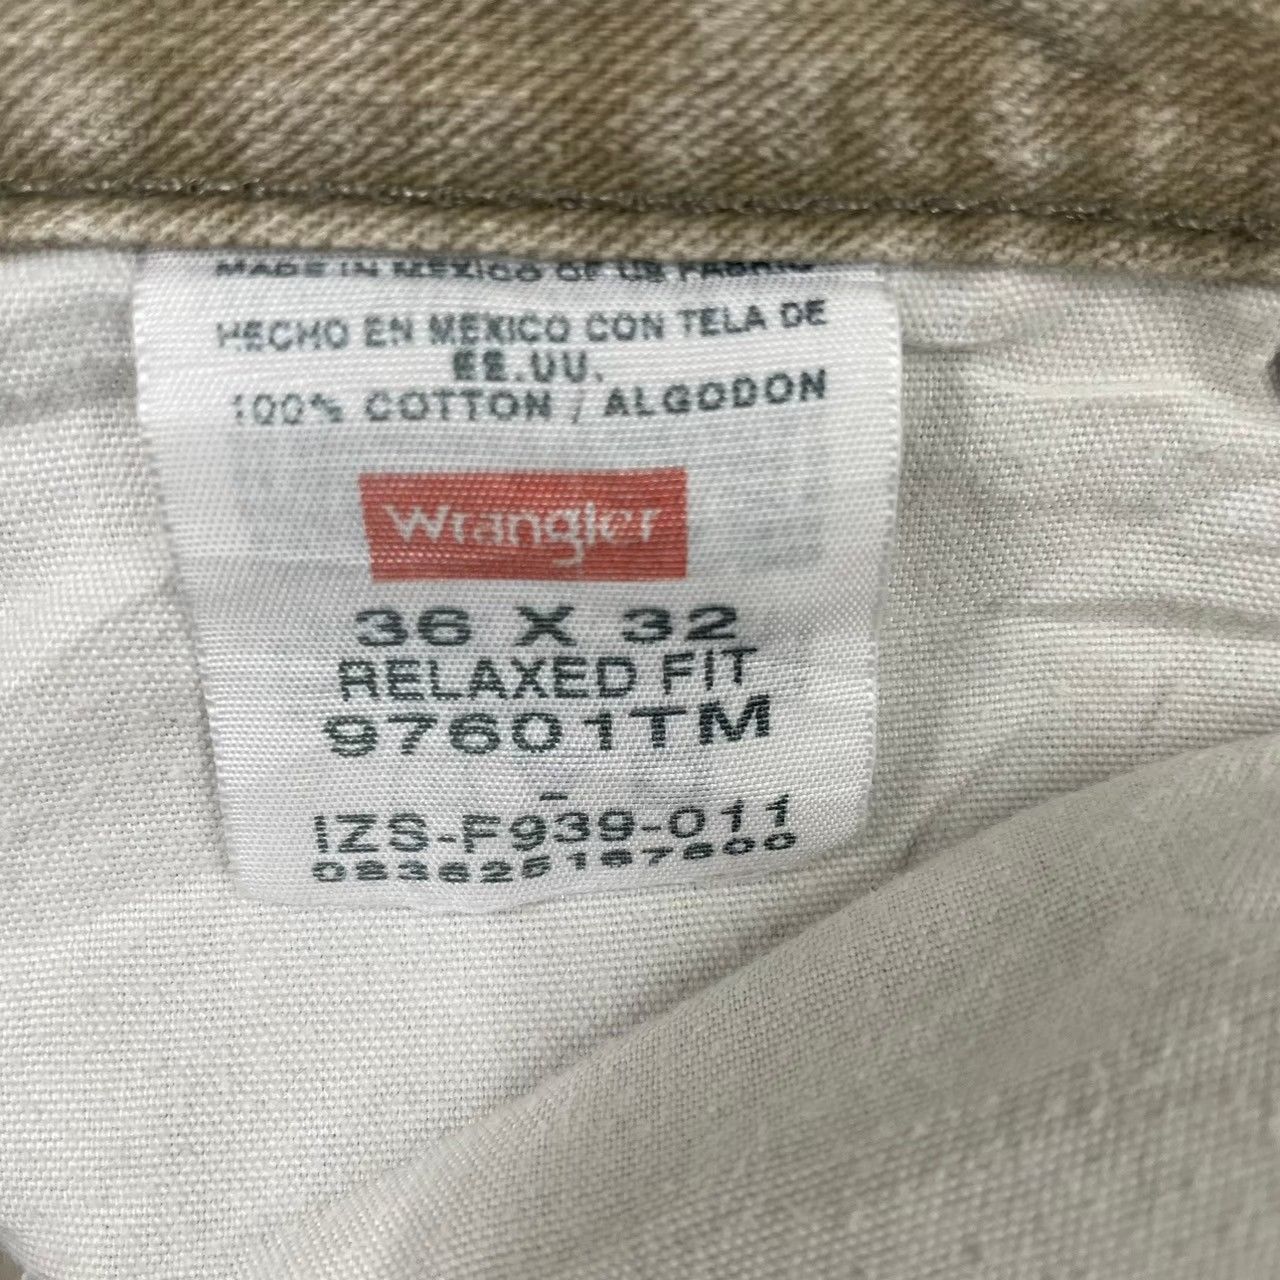 MADE IN MEXICO OF US FABRIC
HECHO EN MEXICO CON TELA DE
EE.UU.
100% COTTON / ALGODON
Wrangler
36 X 32
RELAXED FIT
97601TM
-
IZS-F939-011